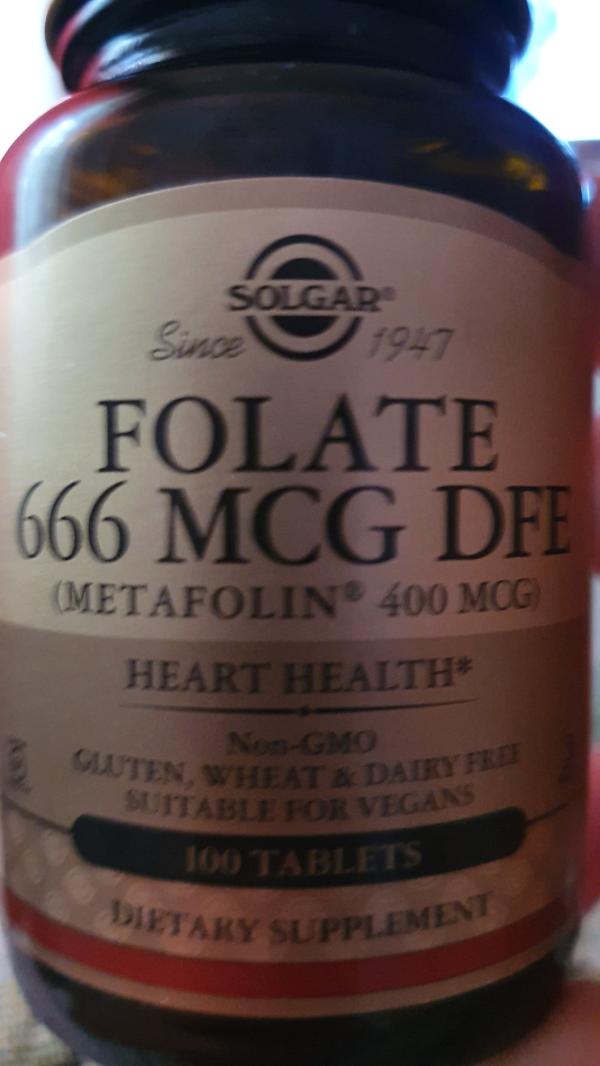 SOLGAR®
Since 1947
FOLATE
666 MCG DFE
(METAFOLIN® 400 MCG)
HEART HEALTH*
Non-GMO
GLUTEN, WHEAT & DAIRY FREE
SUITABLE FOR VEGANS
100 TABLETS
DIETARY SUPPLEMENT